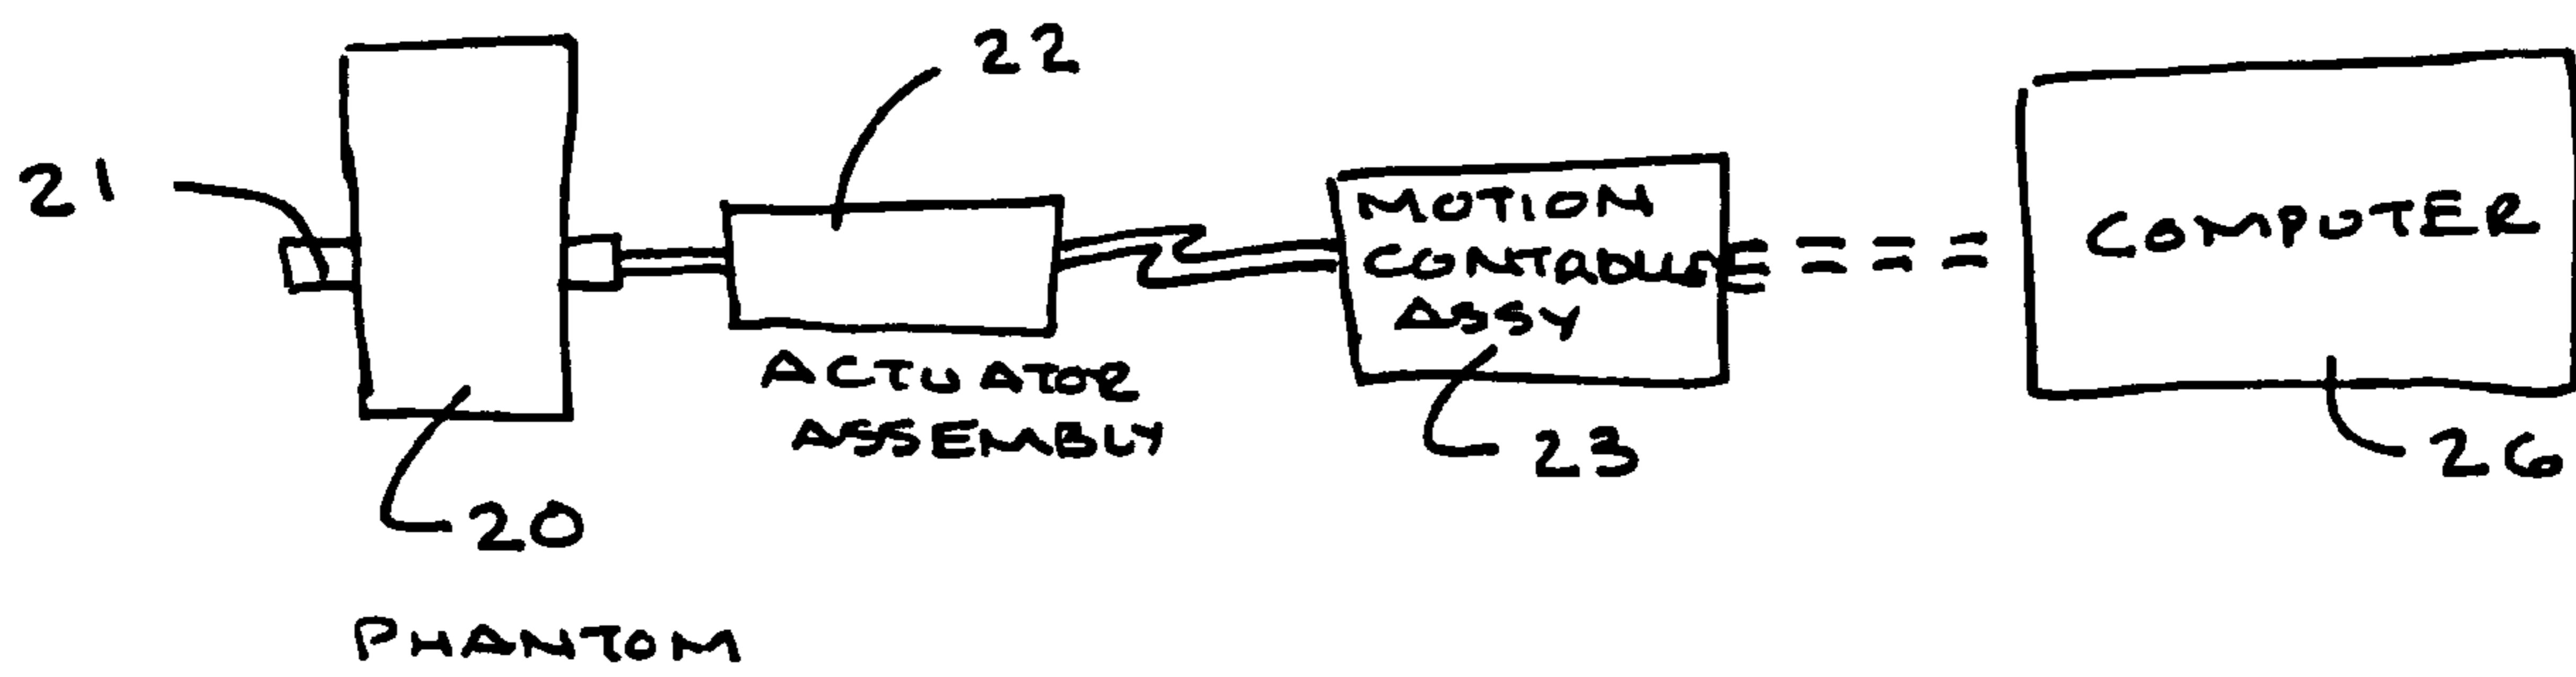 22
21
MOTION
CONTROLLER
ASSY
COMPUTER
ACTUATOR
ASSEMBLY
23
26
20
PHANTOM